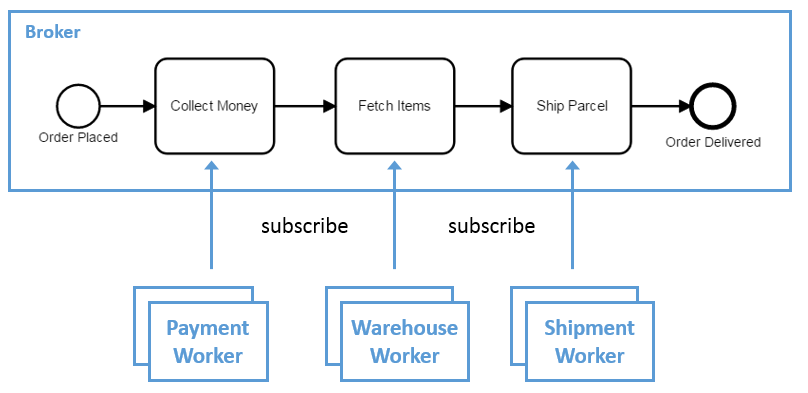 Broker
Collect Money
Fetch Items
Ship Parcel
Order Placed
Order Delivered
subscribe
subscribe
Payment
Worker
Warehouse
Worker
Shipment
Worker